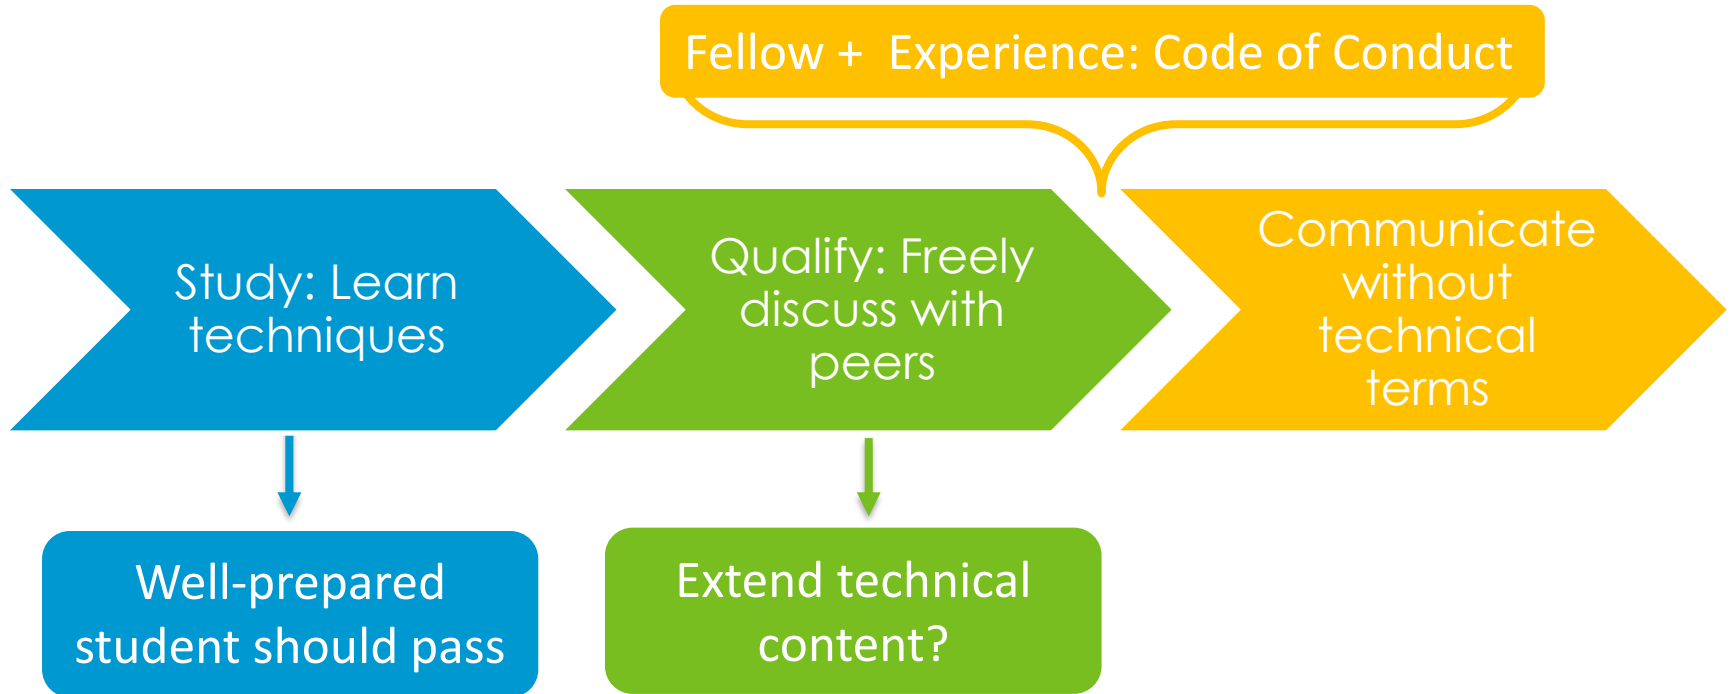 Fellow + Experience: Code of Conduct
Study: Learn
techniques
Qualify: Freely
discuss with
peers
Communicate
without
technical
terms
Well-prepared
student should pass
Extend technical
content?